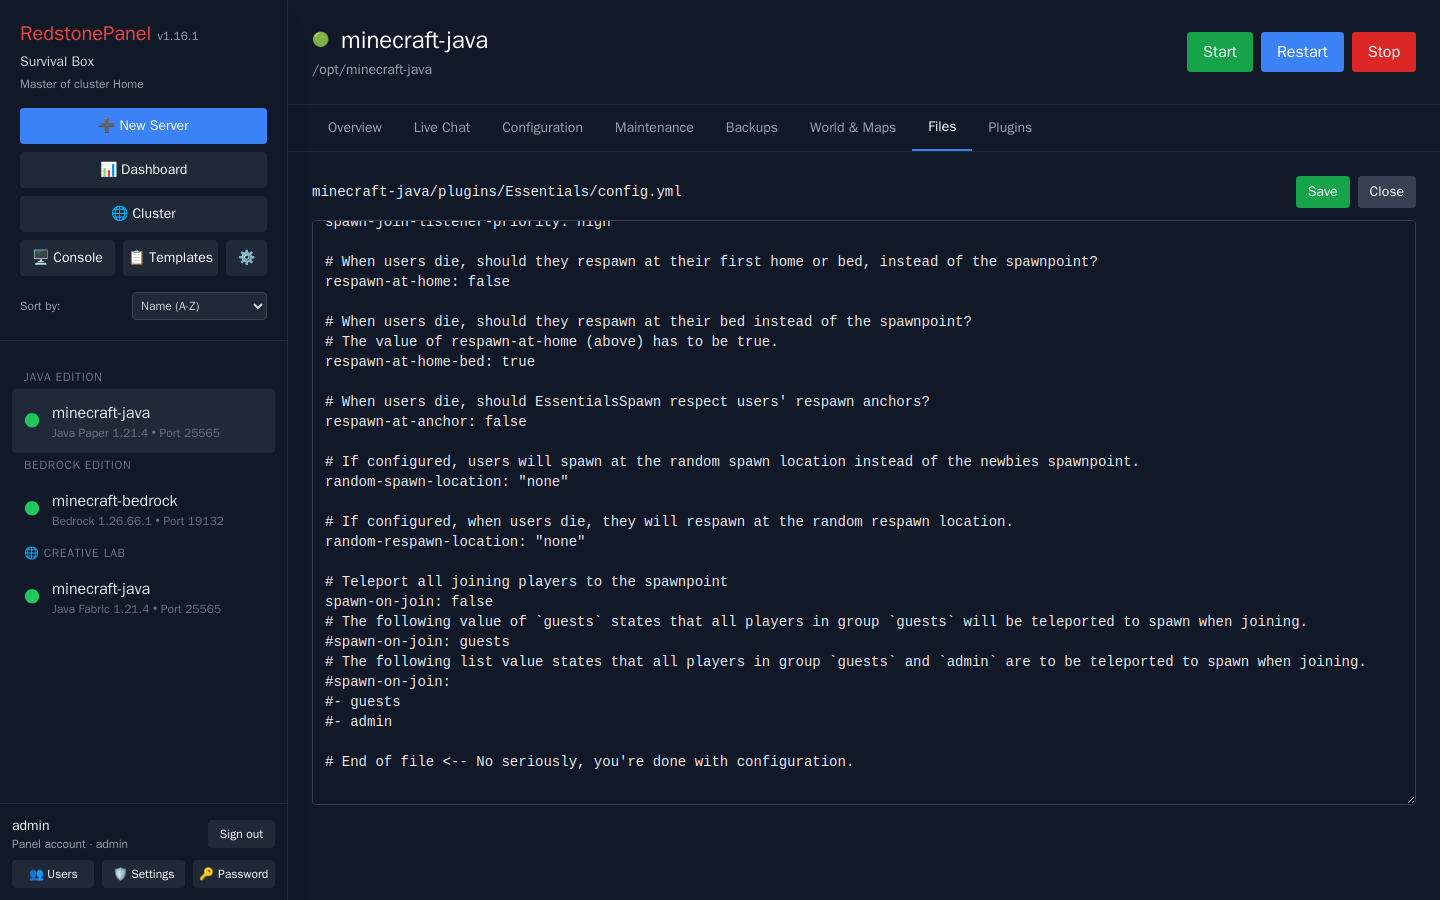 RedstonePanel v1.16.1
Survival Box
Master of cluster Home
➕ New Server
📊 Dashboard
🌐 Cluster
🖥️ Console
📋 Templates
⚙️
Sort by:
Name (A-Z)
JAVA EDITION
minecraft-java
Java Paper 1.21.4 • Port 25565
BEDROCK EDITION
minecraft-bedrock
Bedrock 1.26.66.1 • Port 19132
🌐 CREATIVE LAB
minecraft-java
Java Fabric 1.21.4 • Port 25565
admin
Panel account · admin
Sign out
👥 Users
🛡️ Settings
🔑 Password
minecraft-java
/opt/minecraft-java
Start
Restart
Stop
Overview
Live Chat
Configuration
Maintenance
Backups
World & Maps
Files
Plugins
minecraft-java/plugins/Essentials/config.yml
Save
Close
spawn-join-listener-priority: high
# When users die, should they respawn at their first home or bed, instead of the spawnpoint?
respawn-at-home: false
# When users die, should they respawn at their bed instead of the spawnpoint?
# The value of respawn-at-home (above) has to be true.
respawn-at-home-bed: true
# When users die, should EssentialsSpawn respect users' respawn anchors?
respawn-at-anchor: false
# If configured, users will spawn at the random spawn location instead of the newbies spawnpoint.
random-spawn-location: "none"
# If configured, when users die, they will respawn at the random respawn location.
random-respawn-location: "none"
# Teleport all joining players to the spawnpoint
spawn-on-join: false
# The following value of `guests` states that all players in group `guests` will be teleported to spawn when joining.
#spawn-on-join: guests
# The following list value states that all players in group `guests` and `admin` are to be teleported to spawn when joining.
#spawn-on-join:
#- guests
#- admin
# End of file <-- No seriously, you're done with configuration.